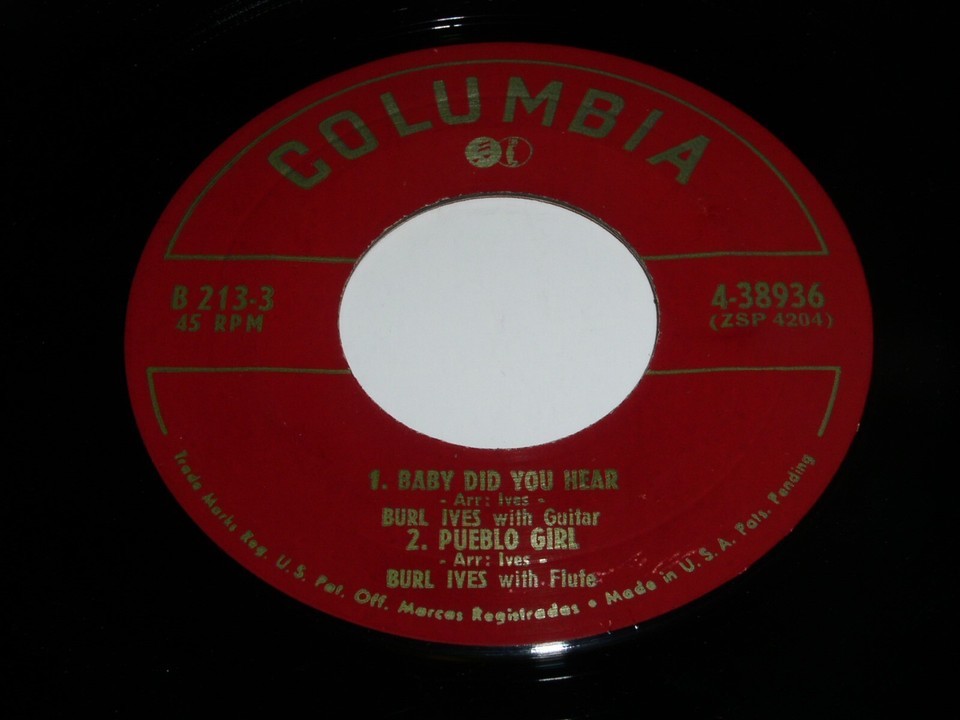 COLUMBIA
B 213-3
45 RPM
4-38936
(ZSP 4204)
1. BABY DID YOU HEAR
- Arr: Ives -
BURL IVES with Guitar
2. PUEBLO GIRL
- Arr: Ives -
BURL IVES with Flute
Trade Marks Reg. U.S. Pat. Off. Marcas Registradas • Made in U.S.A. Pats. Pending